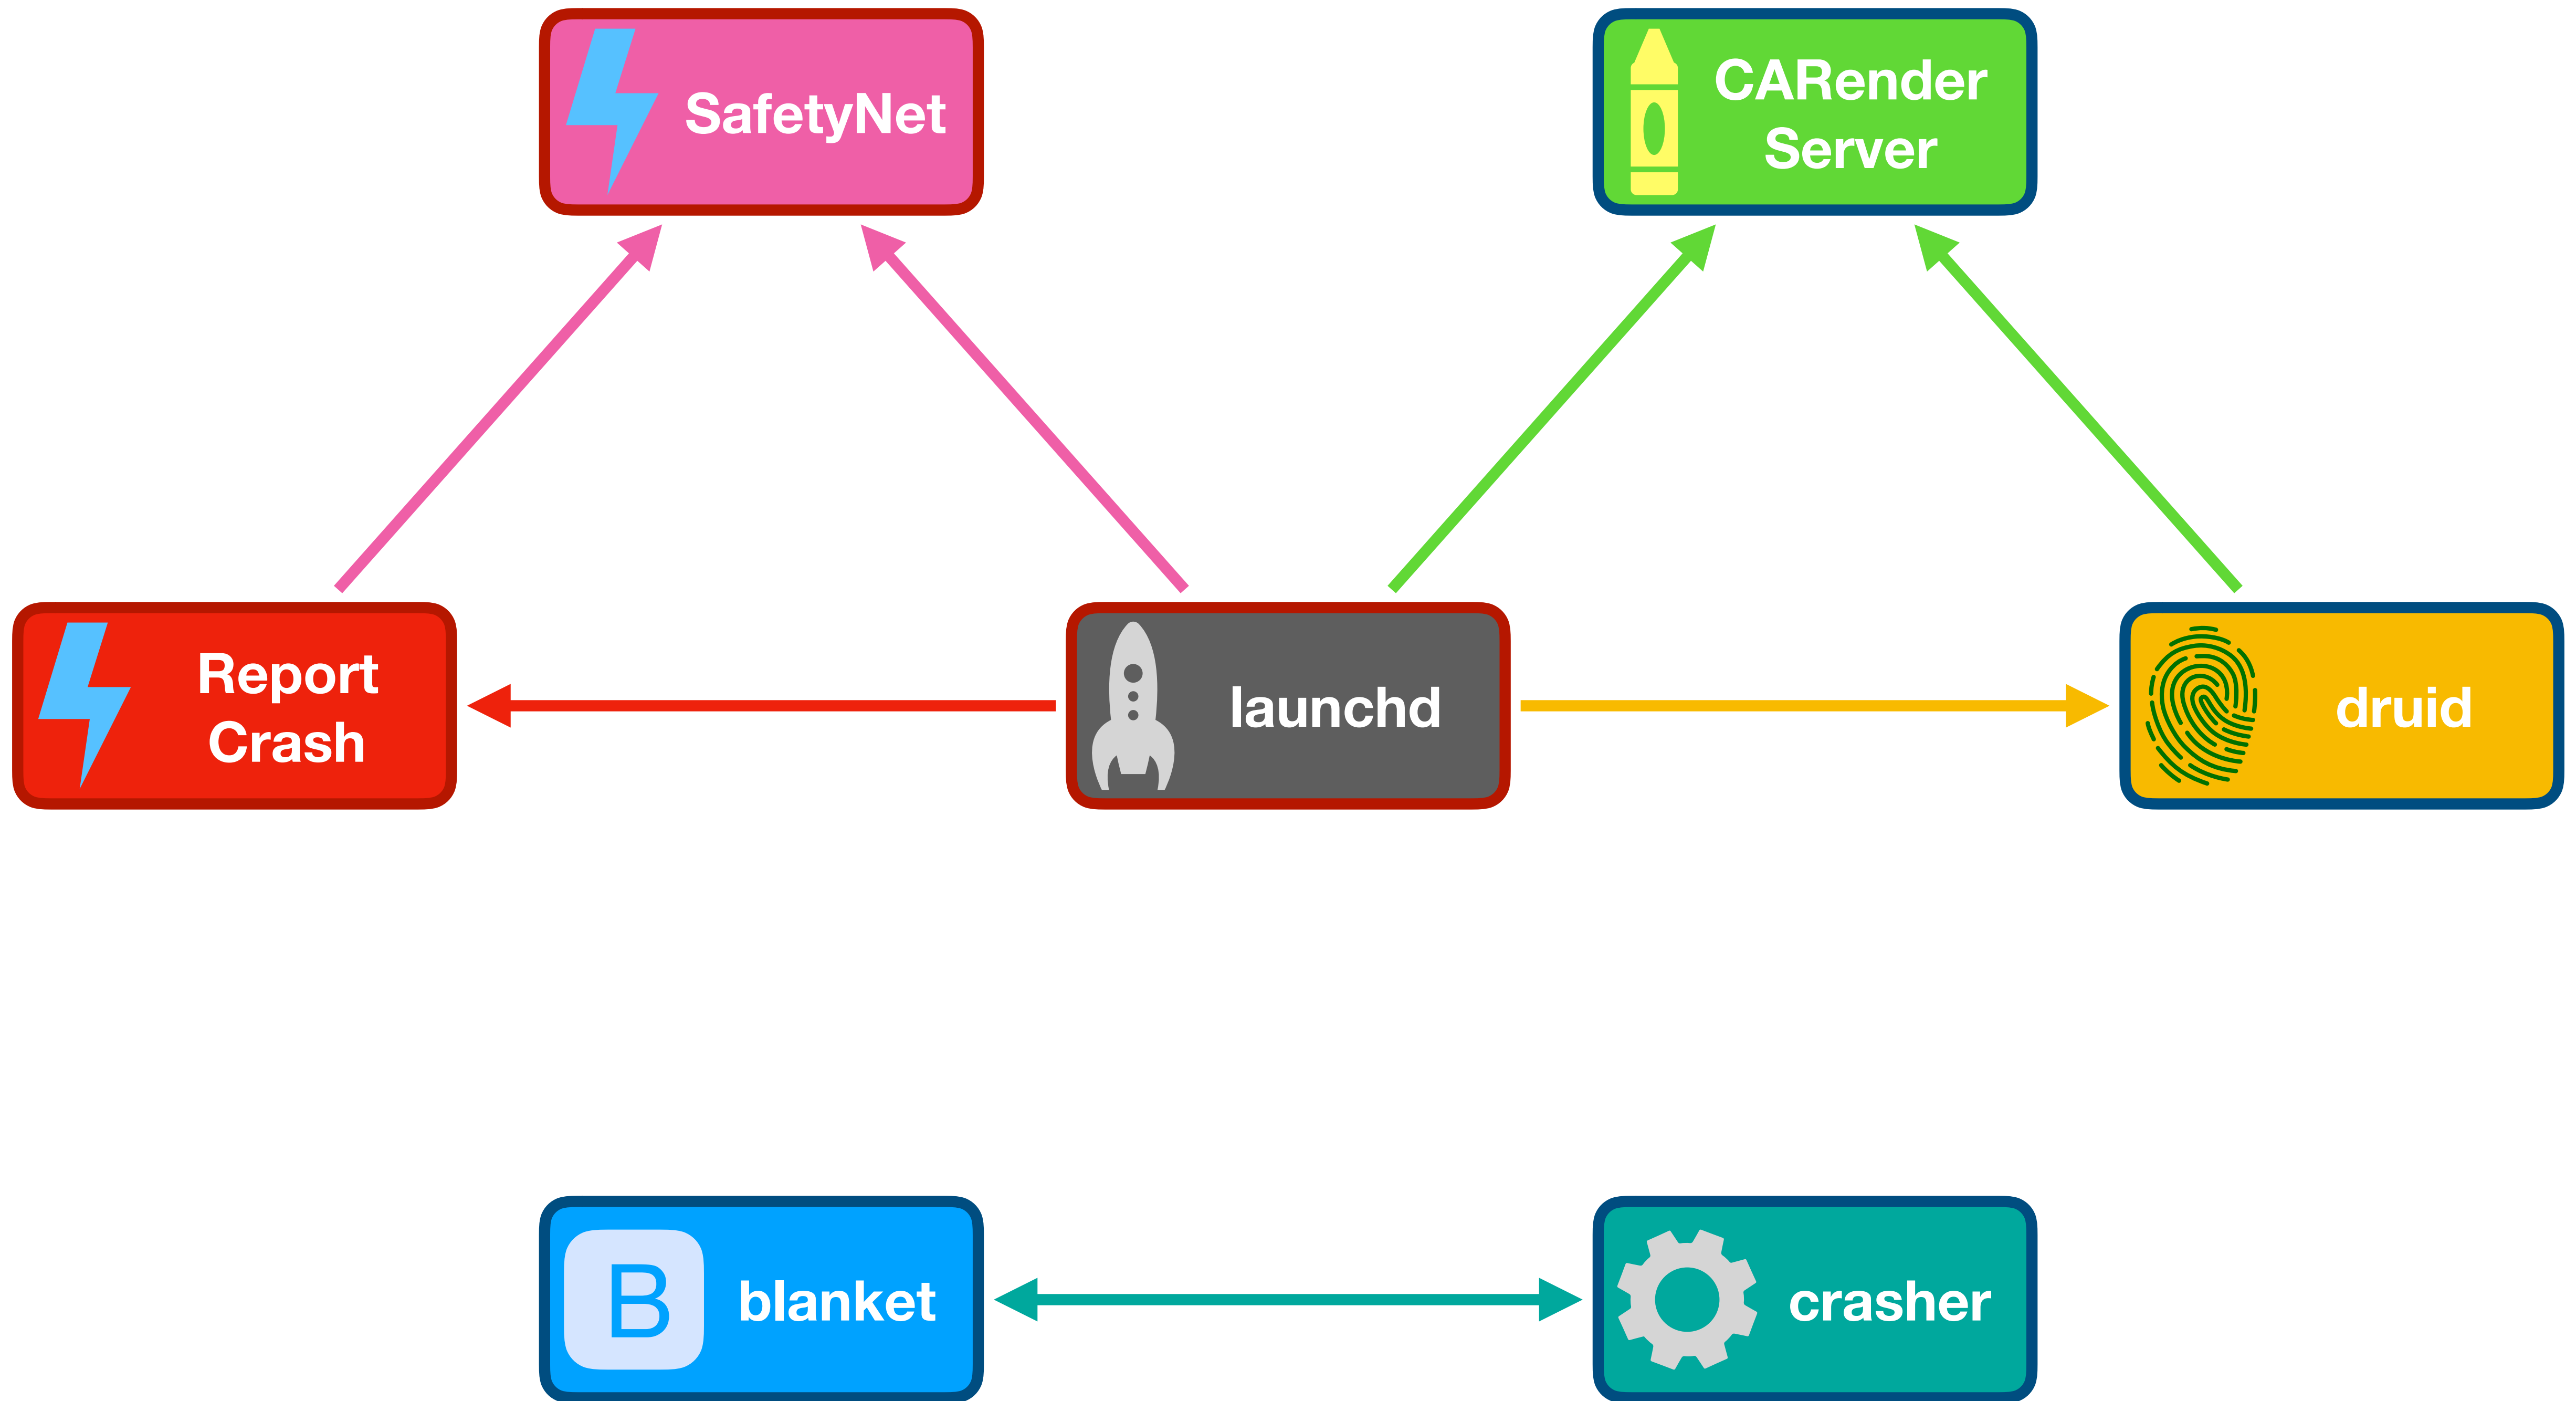 SafetyNet
CARender
Server
Report
Crash
launchd
druid
B
blanket
crasher